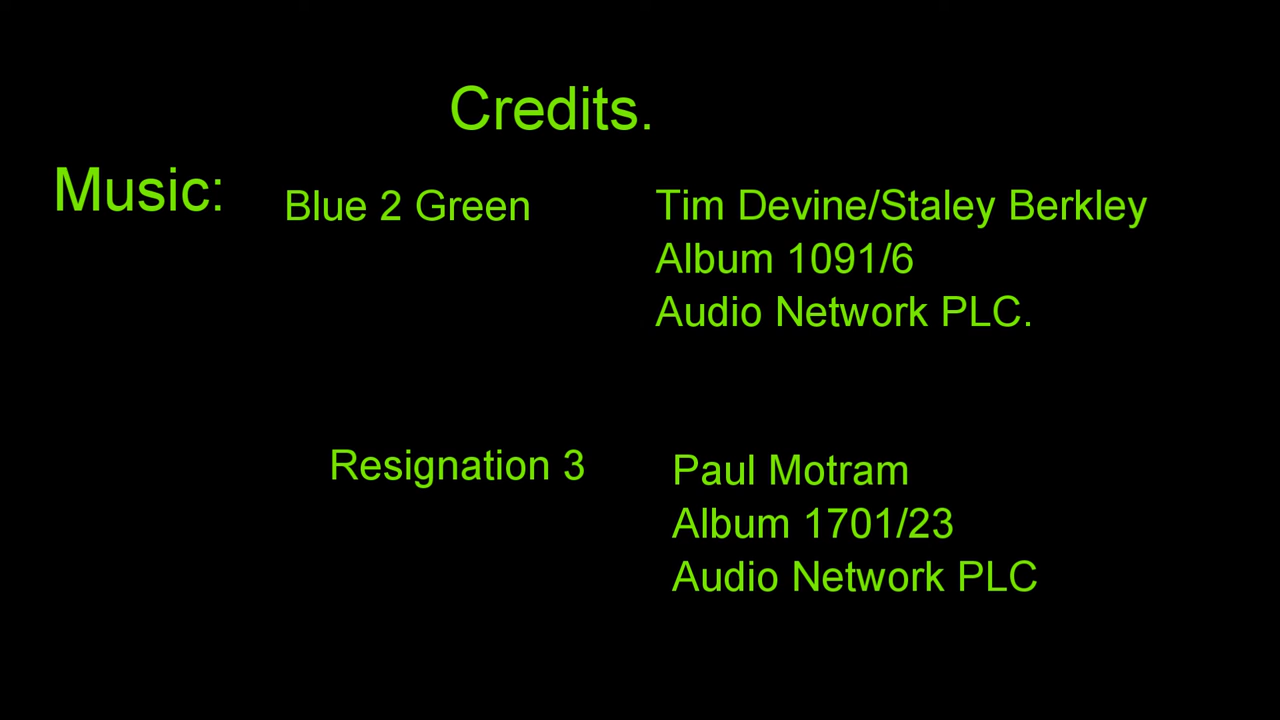 Credits.
Music:
Blue 2 Green
Tim Devine/Staley Berkley
Album 1091/6
Audio Network PLC.
Resignation 3
Paul Motram
Album 1701/23
Audio Network PLC